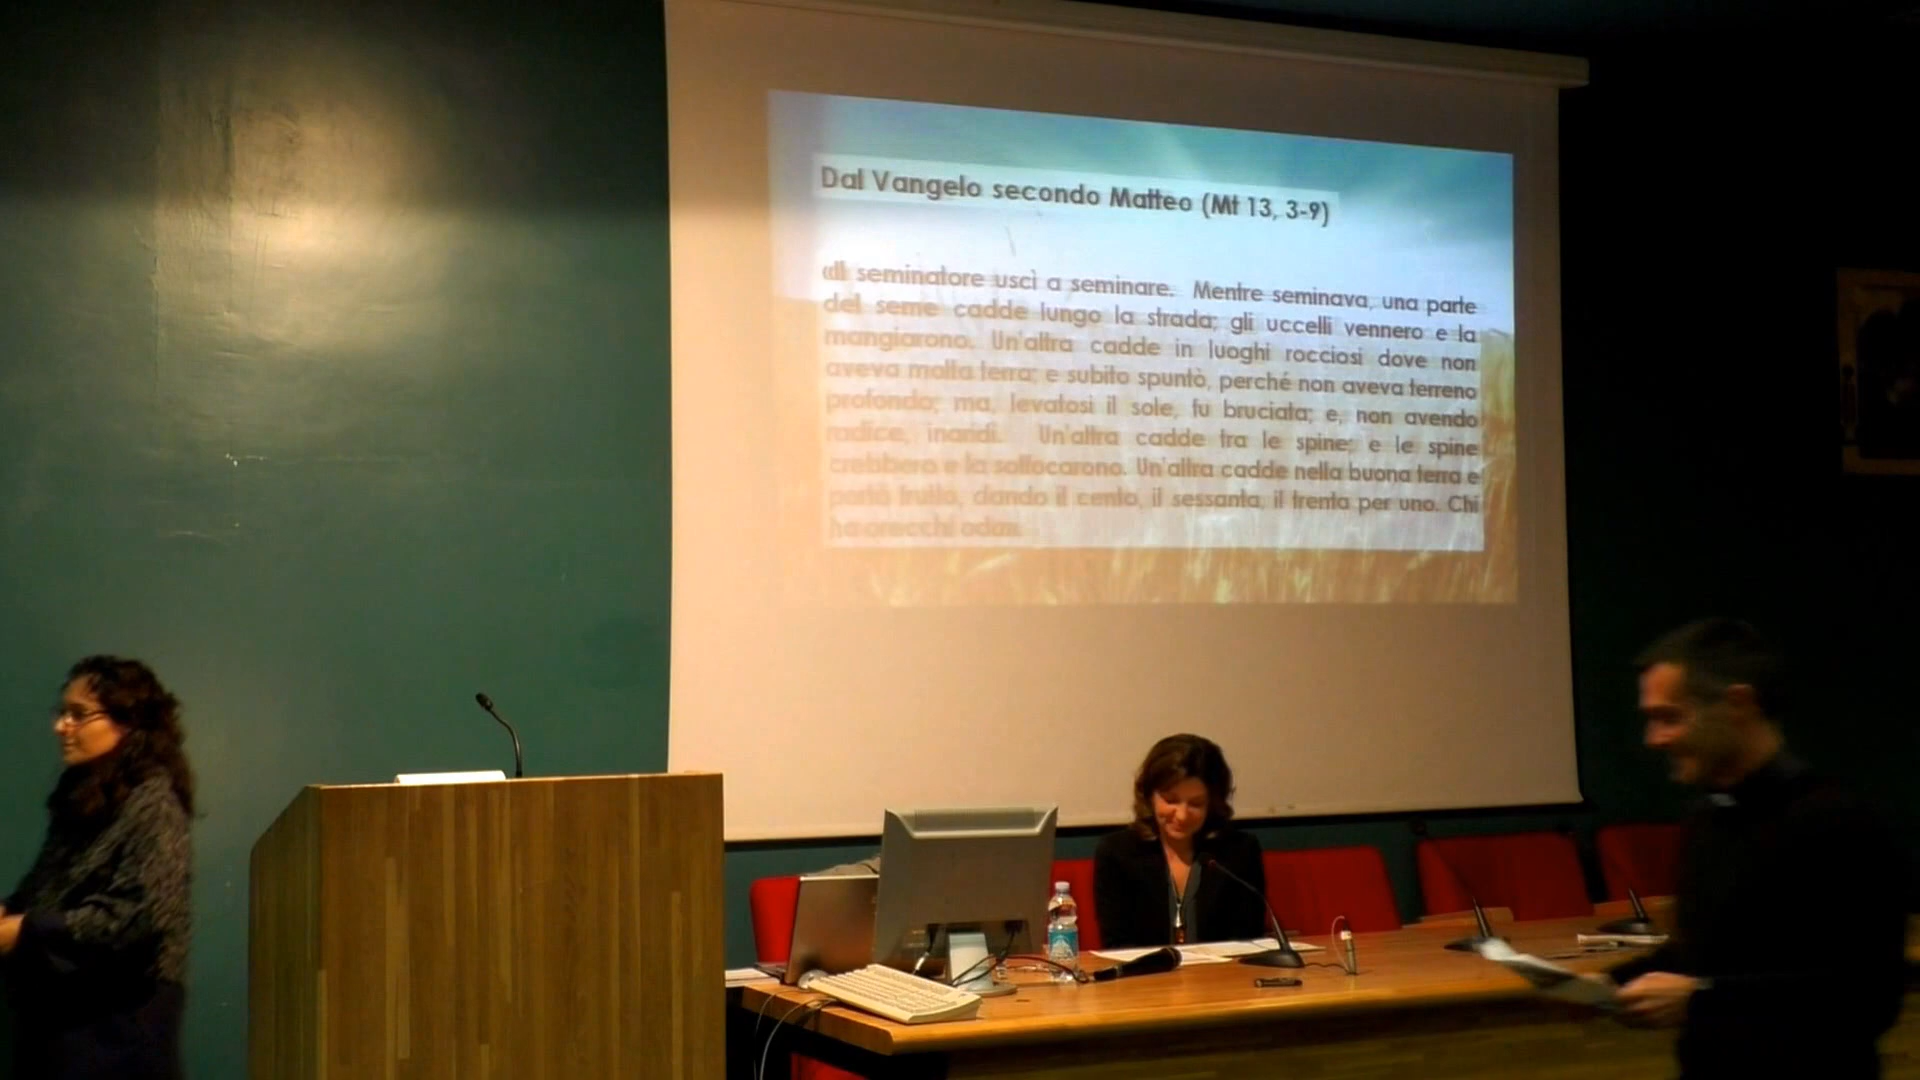 Dal Vangelo secondo Matteo (Mt 13, 3-9)
«Il seminatore uscì a seminare. Mentre seminava, una parte
del seme cadde lungo la strada; gli uccelli vennero e la
mangiarono. Un'altra cadde in luoghi rocciosi dove non
aveva molta terra; e subito spuntò, perché non aveva terreno
profondo; ma, levatosi il sole, fu bruciata; e, non avendo
radice, inaridì. Un'altra cadde fra le spine; e le spine
crebbero e la soffocarono. Un'altra cadde nella buona terra e
portò frutto, dando il cento, il sessanta, il trenta per uno. Chi
ha orecchi oda».